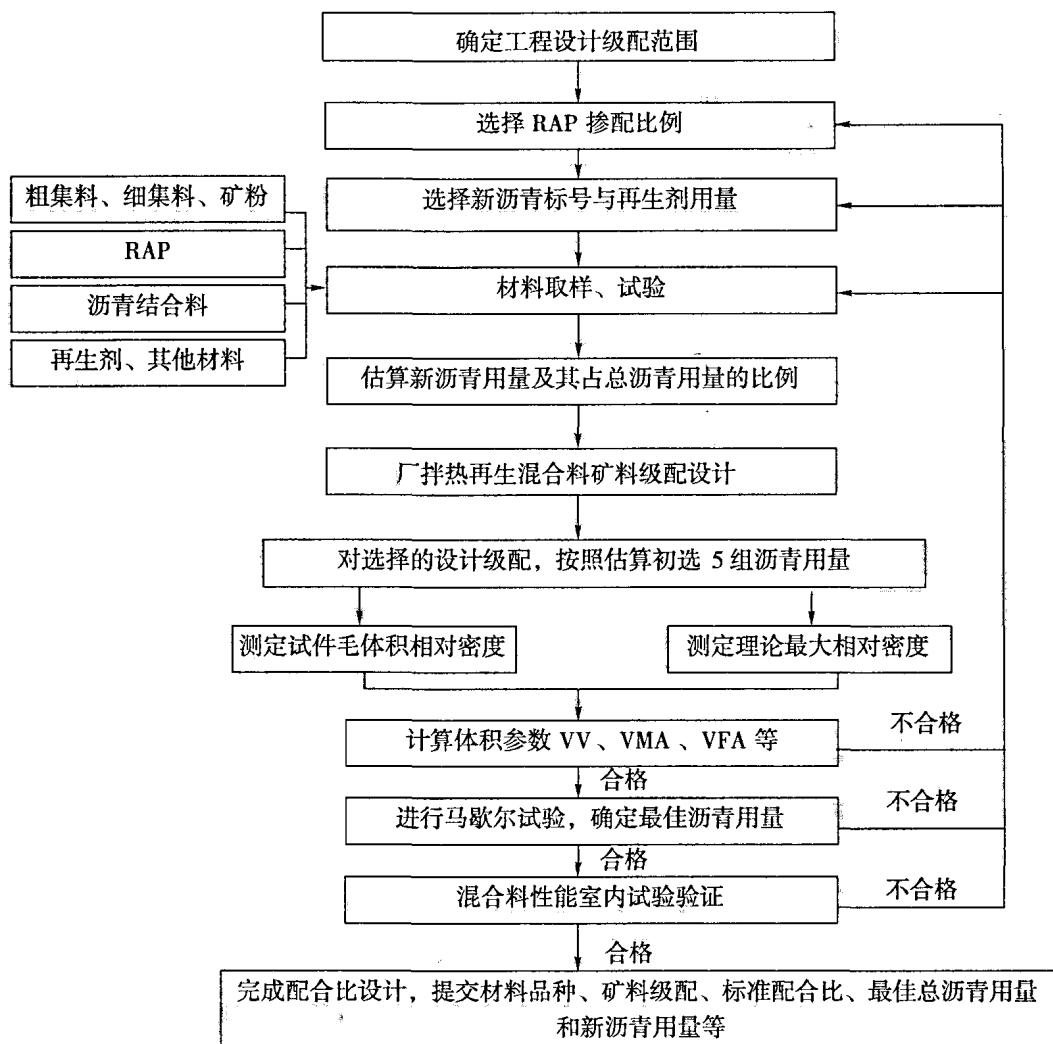 确定工程设计级配范围
选择 RAP 掺配比例
粗集料、细集料、矿粉
选择新沥青标号与再生剂用量
RAP
材料取样、试验
沥青结合料
再生剂、其他材料
估算新沥青用量及其占总沥青用量的比例
厂拌热再生混合料矿料级配设计
对选择的设计级配，按照估算初选 5 组沥青用量
测定试件毛体积相对密度
测定理论最大相对密度
计算体积参数 VV、VMA、VFA 等
不合格
合格
进行马歇尔试验，确定最佳沥青用量
不合格
合格
混合料性能室内试验验证
不合格
合格
完成配合比设计，提交材料品种、矿料级配、标准配合比、最佳总沥青用量
和新沥青用量等